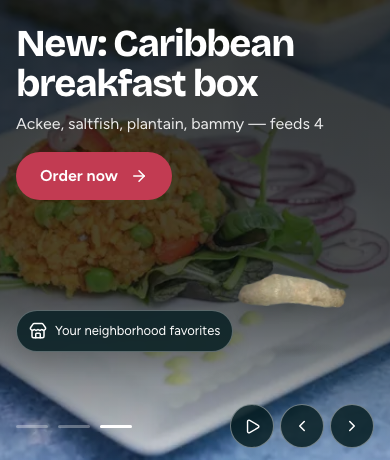 New: Caribbean
breakfast box
Ackee, saltfish, plantain, bammy — feeds 4
Order now
Your neighborhood favorites